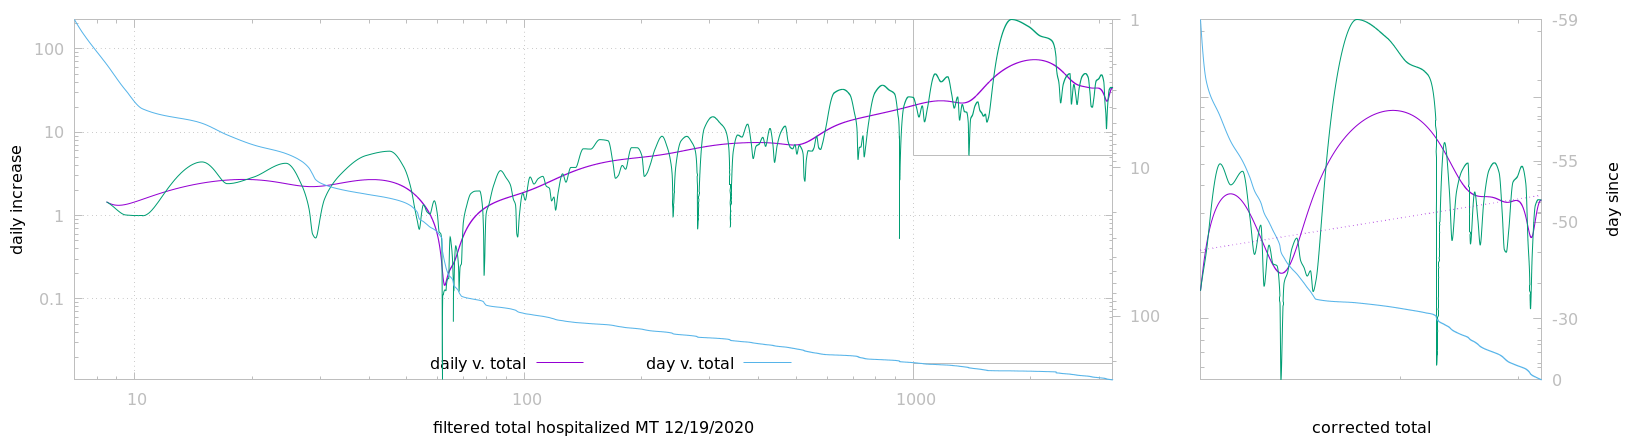 daily increase
100
10
1
0.1
daily v. total
day v. total
10
100
1000
filtered total hospitalized MT 12/19/2020
1
10
100
-59
-55
-50
-30
0
day since
corrected total